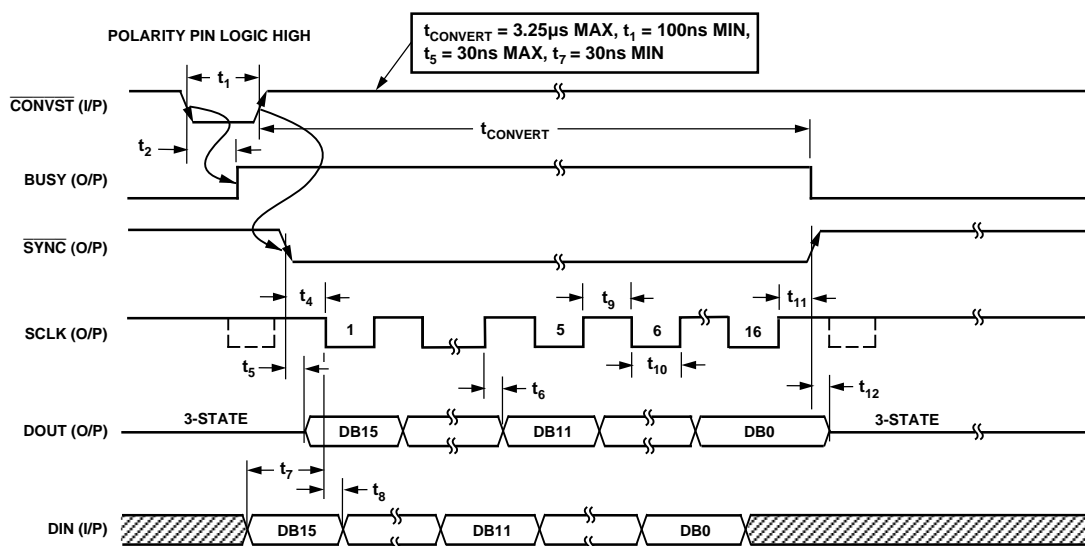 POLARITY PIN LOGIC HIGH
tCONVERT = 3.25µs MAX, t1 = 100ns MIN,
t5 = 30ns MAX, t7 = 30ns MIN
t1
CONVST (I/P)
tCONVERT
t2
BUSY (O/P)
SYNC (O/P)
t4
t9
t11
SCLK (O/P)
1
5
6
16
t5
t10
t6
t12
3-STATE
3-STATE
DOUT (O/P)
DB15
DB11
DB0
t7
t8
DIN (I/P)
DB15
DB11
DB0